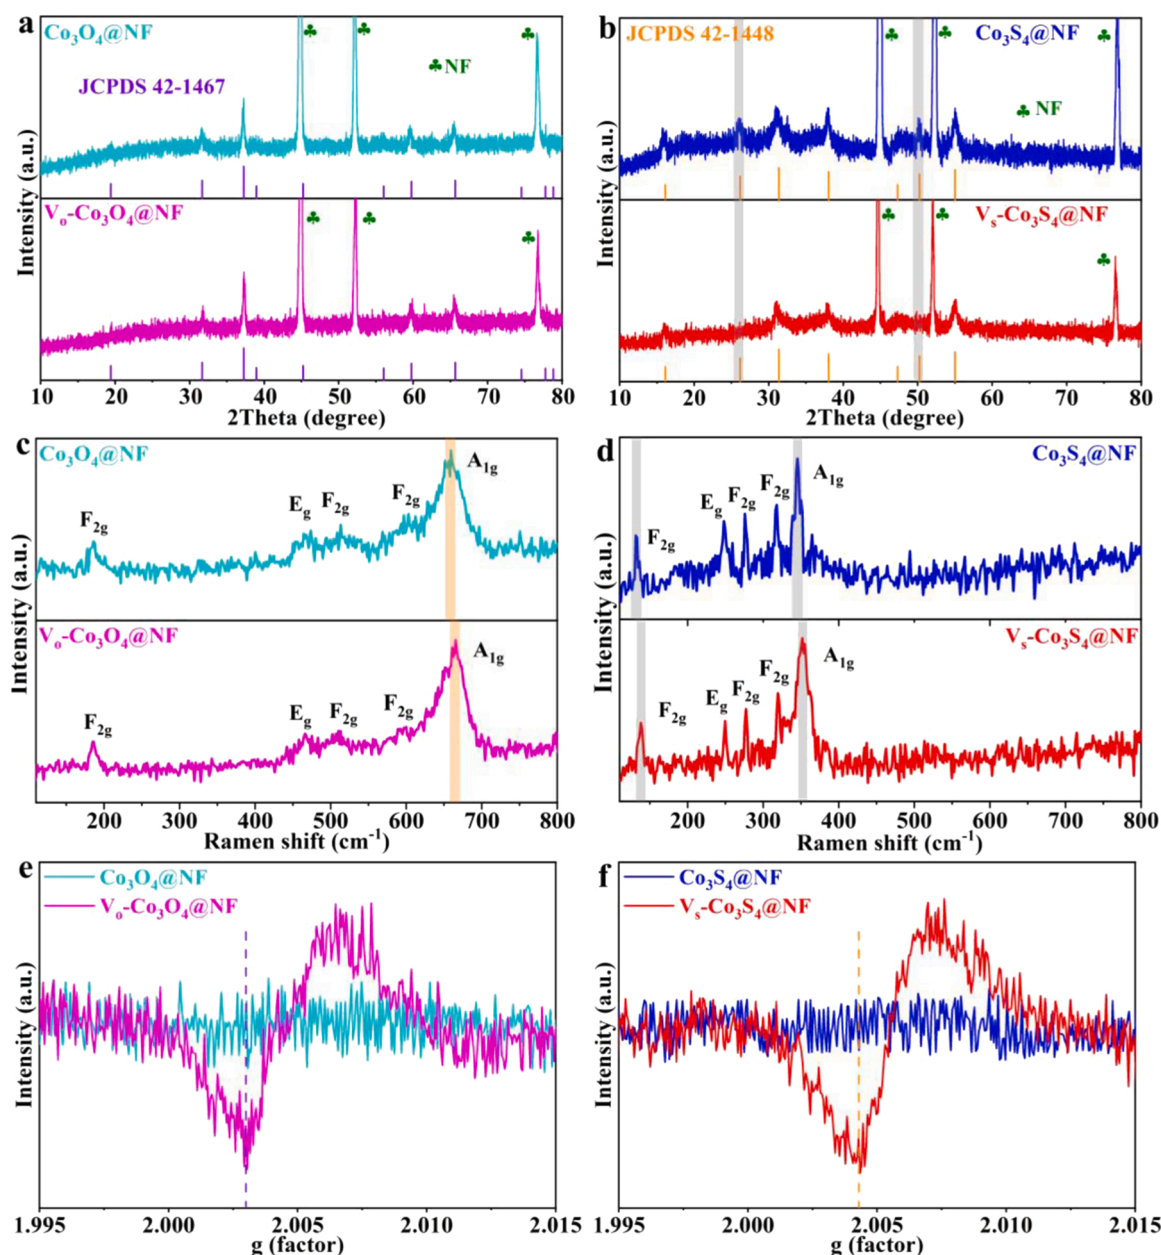 a
Co₃O₄@NF
♣ NF
JCPDS 42-1467
Vₒ-Co₃O₄@NF
Intensity (a.u.)
10 20 30 40 50 60 70 80
2Theta (degree)
b
JCPDS 42-1448
Co₃S₄@NF
♣ NF
Vₛ-Co₃S₄@NF
Intensity (a.u.)
10 20 30 40 50 60 70 80
2Theta (degree)
c
Co₃O₄@NF
F₂g
Eg
F₂g
F₂g
A₁g
Vₒ-Co₃O₄@NF
F₂g
Eg
F₂g
F₂g
A₁g
Intensity (a.u.)
200 300 400 500 600 700 800
Ramen shift (cm⁻¹)
d
Co₃S₄@NF
F₂g
Eg
F₂g
F₂g
A₁g
Vₛ-Co₃S₄@NF
F₂g
Eg
F₂g
F₂g
A₁g
Intensity (a.u.)
200 300 400 500 600 700 800
Ramen shift (cm⁻¹)
e
Co₃O₄@NF
Vₒ-Co₃O₄@NF
Intensity (a.u.)
1.995 2.000 2.005 2.010 2.015
g (factor)
f
Co₃S₄@NF
Vₛ-Co₃S₄@NF
Intensity (a.u.)
1.995 2.000 2.005 2.010 2.015
g (factor)